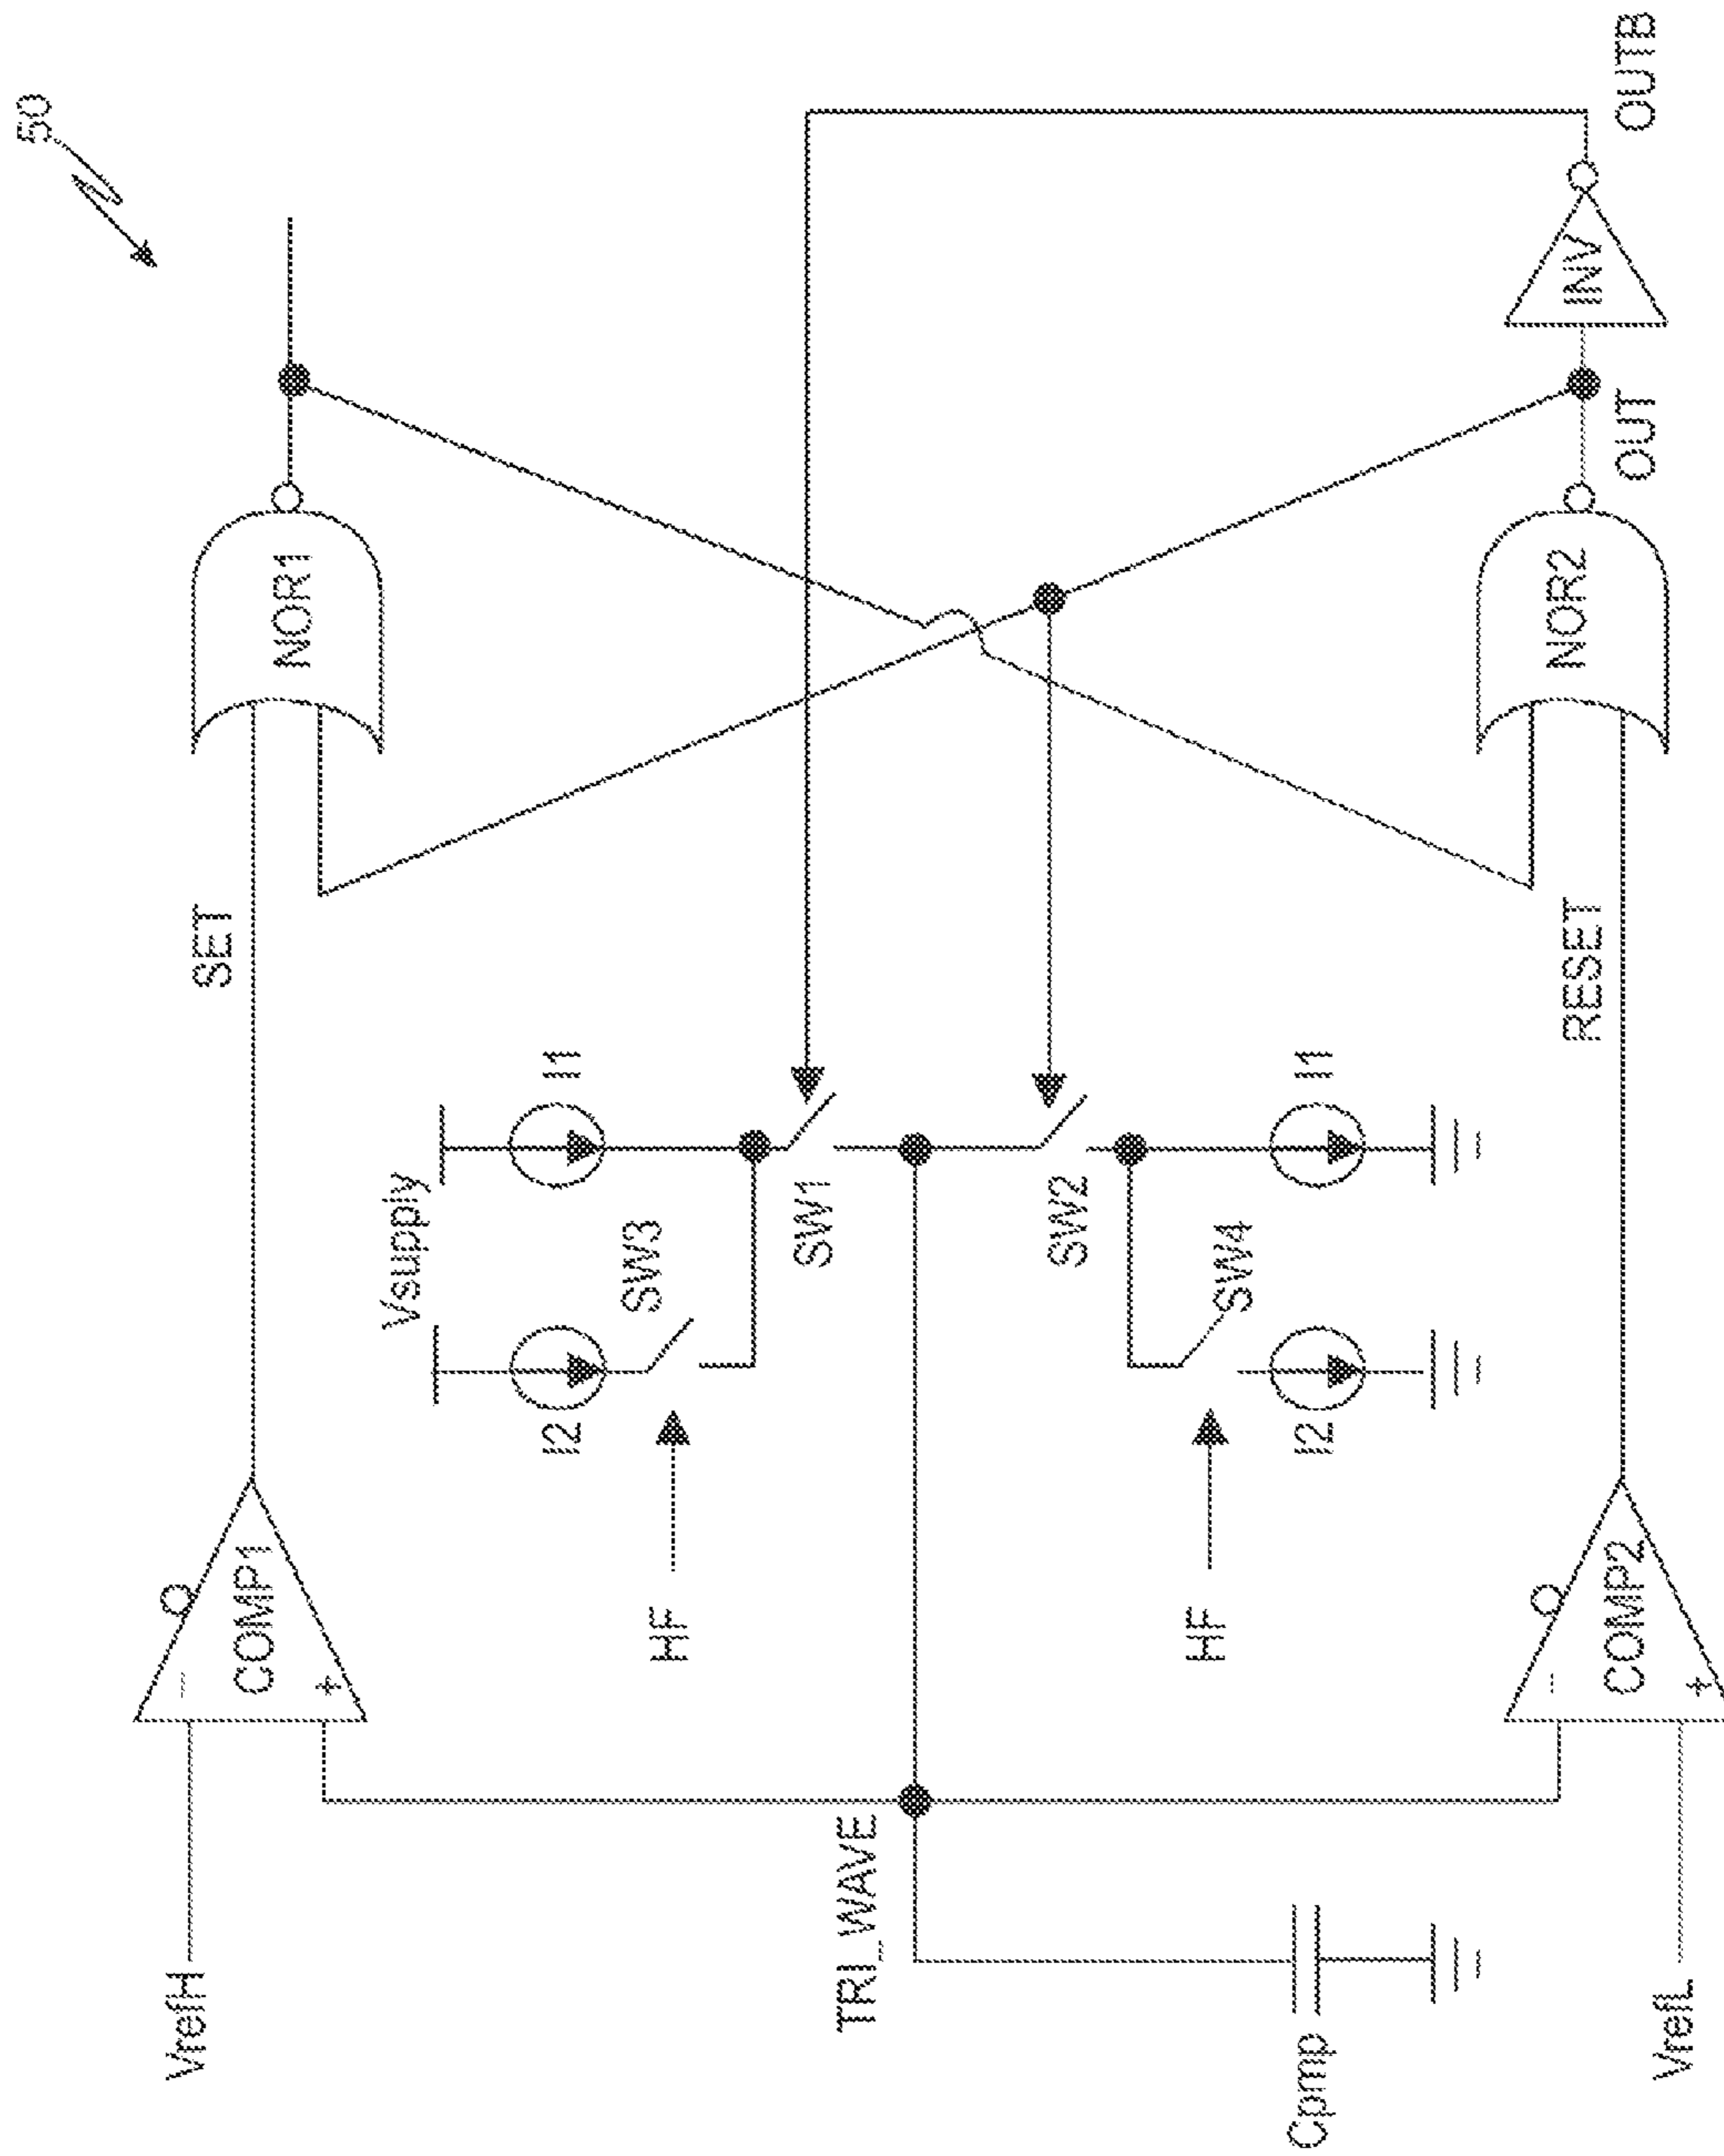 50
VrefH
COMP1
−
+
SET
NOR1
Vsupply
I2
I1
SW3
HF
SW1
TRI_WAVE
SW2
SW4
HF
I2
I1
Cpmp
VrefL
COMP2
−
+
RESET
NOR2
OUT
INV
OUTB